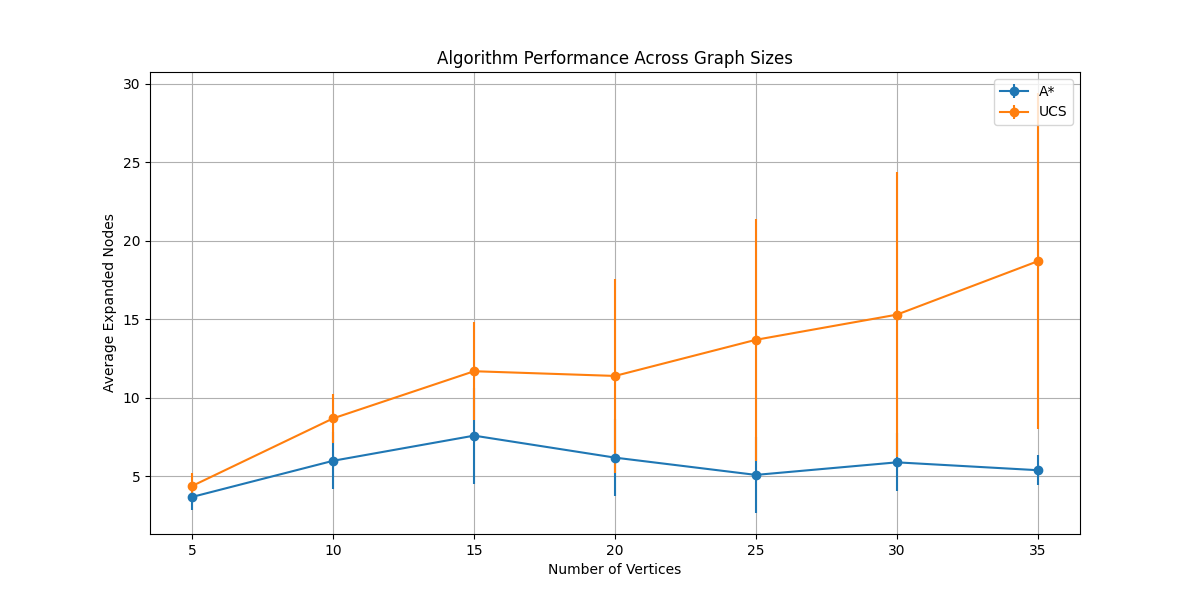 Algorithm Performance Across Graph Sizes
A*
UCS
30
25
20
15
10
5
Average Expanded Nodes
5 10 15 20 25 30 35
Number of Vertices